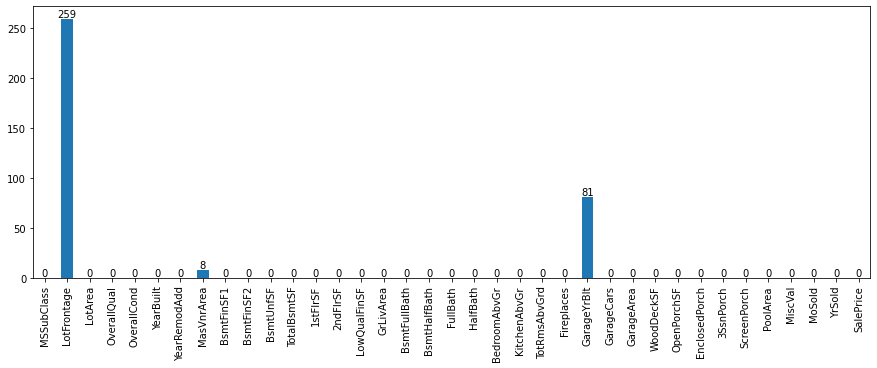 250
200
150
100
50
0
0 259 0 0 0 0 0 8 0 0 0 0 0 0 0 0 0 0 0 0 0 0 0 0 81 0 0 0 0 0 0 0 0 0 0 0 0
MSSubClass
LotFrontage
LotArea
OverallQual
OverallCond
YearBuilt
YearRemodAdd
MasVnrArea
BsmtFinSF1
BsmtFinSF2
BsmtUnfSF
TotalBsmtSF
1stFlrSF
2ndFlrSF
LowQualFinSF
GrLivArea
BsmtFullBath
BsmtHalfBath
FullBath
HalfBath
BedroomAbvGr
KitchenAbvGr
TotRmsAbvGrd
Fireplaces
GarageYrBlt
GarageCars
GarageArea
WoodDeckSF
OpenPorchSF
EnclosedPorch
3SsnPorch
ScreenPorch
PoolArea
MiscVal
MoSold
YrSold
SalePrice